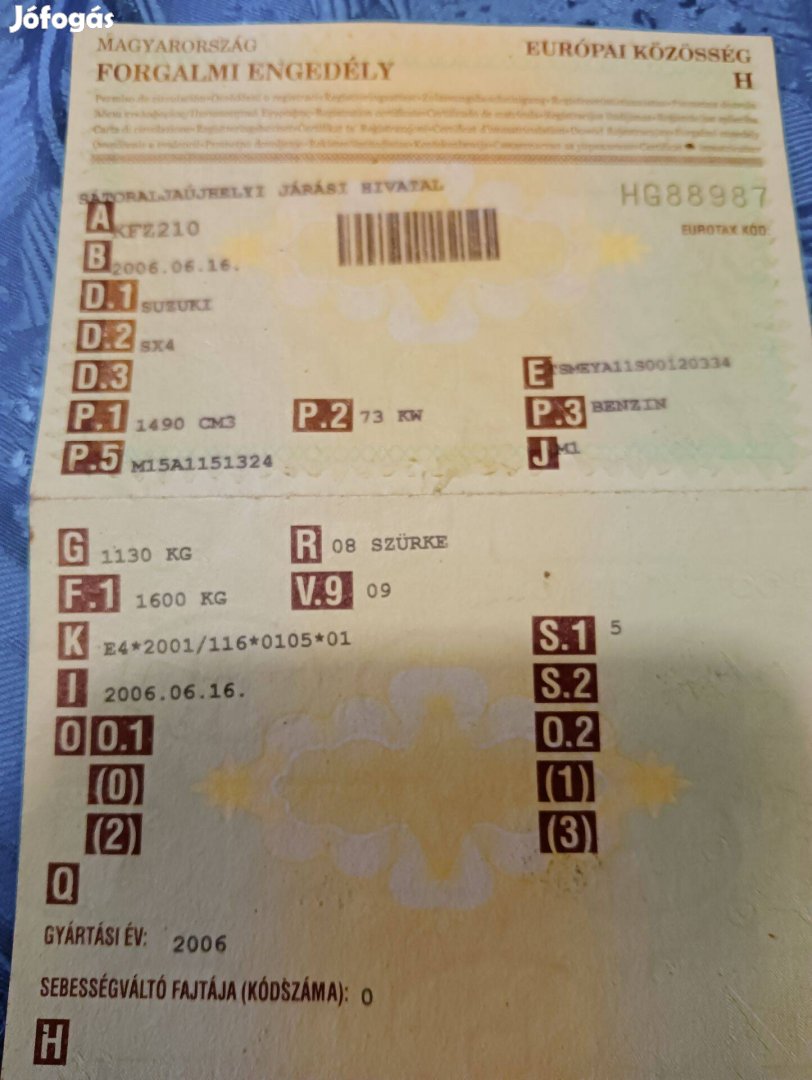 Jófogás
MAGYARORSZÁG
EURÓPAI KÖZÖSSÉG
FORGALMI ENGEDÉLY
H
SÁTORALJAÚJHELYI JÁRÁSI HIVATAL
HG88987
A KFZ210
EUROTAX KÓD:
B 2006.06.16.
D.1 SUZUKI
D.2 SX4
D.3
E TSMEYA11S00120334
P.1 1490 CM3 P.2 73 KW P.3 BENZIN
P.5 M15A1151324 J M1
G 1130 KG R 08 SZÜRKE
F.1 1600 KG V.9 09
K E4*2001/116*0105*01 S.1 5
I 2006.06.16. S.2
O O.1 O.2
(0) (1)
(2) (3)
Q
GYÁRTÁSI ÉV: 2006
SEBESSÉGVÁLTÓ FAJTÁJA (KÓDSZÁMA): 0
H